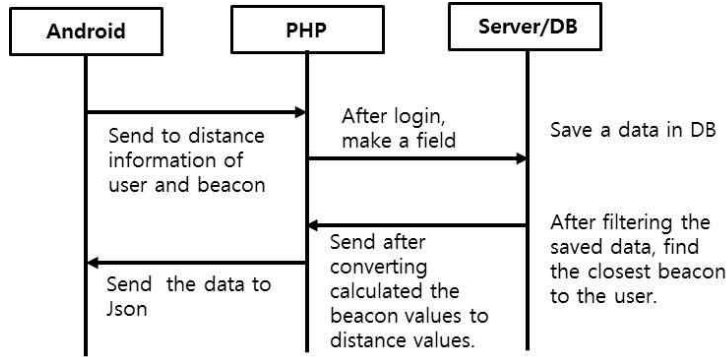 Android
PHP
Server/DB
Send to distance
information of
user and beacon
After login,
make a field
Save a data in DB
Send the data to
Json
Send after
converting
calculated the
beacon values to
distance values.
After filtering the
saved data, find
the closest beacon
to the user.